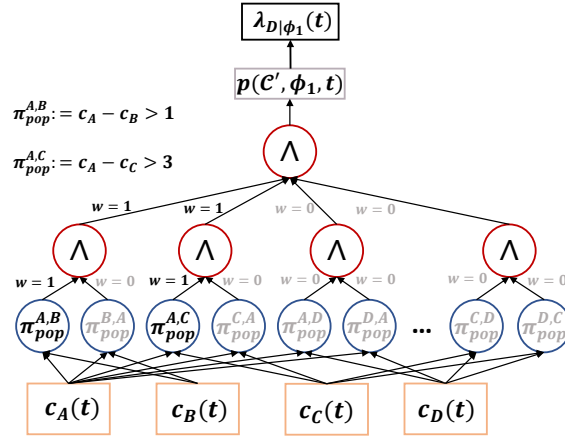 λ_{D|ϕ_1}(t)
p(C′, ϕ_1, t)
π_{pop}^{A,B} := c_A − c_B > 1
π_{pop}^{A,C} := c_A − c_C > 3
Λ
w = 1 w = 1 w = 0 w = 0
Λ Λ Λ Λ
w = 1 w = 0 w = 1 w = 0 w = 0 w = 0 w = 0 w = 0
π_{pop}^{A,B} π_{pop}^{B,A} π_{pop}^{A,C} π_{pop}^{C,A} π_{pop}^{A,D} π_{pop}^{D,A} ... π_{pop}^{C,D} π_{pop}^{D,C}
c_A(t) c_B(t) c_C(t) c_D(t)